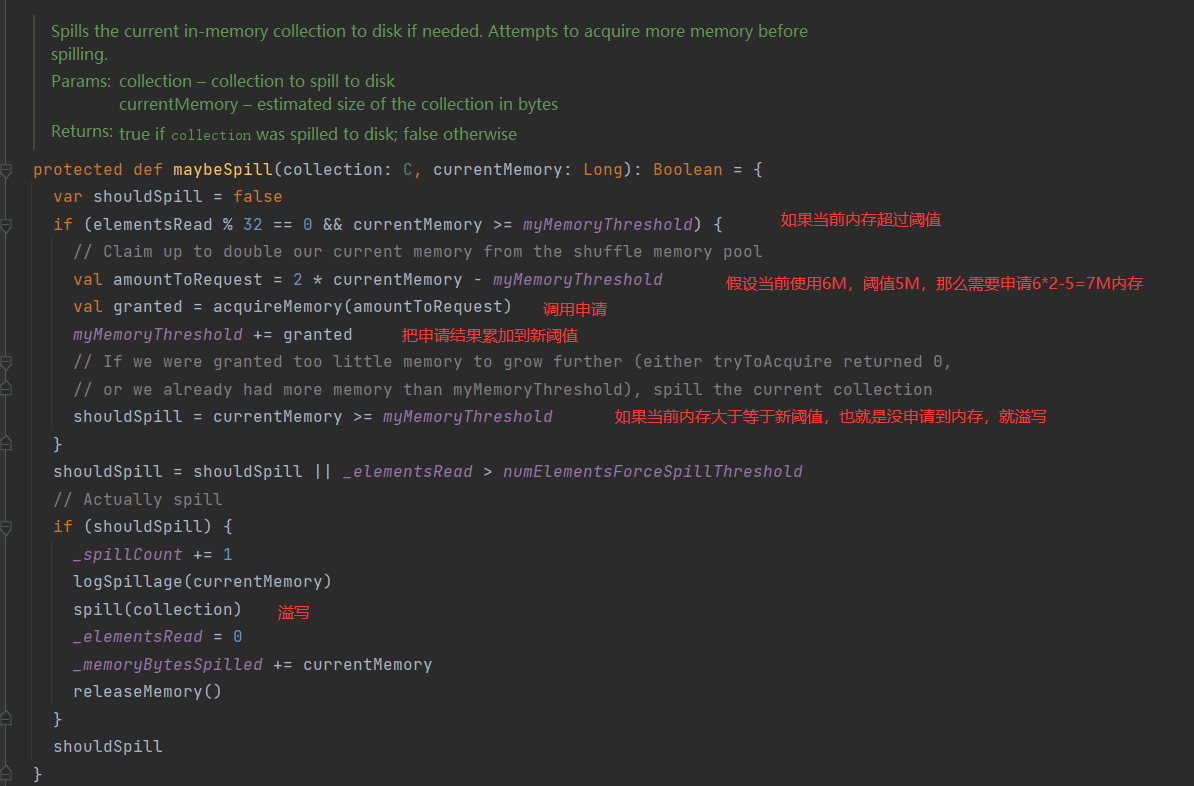 Spills the current in-memory collection to disk if needed. Attempts to acquire more memory before
spilling.
Params: collection – collection to spill to disk
currentMemory – estimated size of the collection in bytes
Returns: true if collection was spilled to disk; false otherwise
protected def maybeSpill(collection: C, currentMemory: Long): Boolean = {
var shouldSpill = false
if (elementsRead % 32 == 0 && currentMemory >= myMemoryThreshold) { 如果当前内存超过阈值
// Claim up to double our current memory from the shuffle memory pool
val amountToRequest = 2 * currentMemory - myMemoryThreshold 假设当前使用6M，阈值5M，那么需要申请6*2-5=7M内存
val granted = acquireMemory(amountToRequest) 调用申请
myMemoryThreshold += granted 把申请结果累加到新阈值
// If we were granted too little memory to grow further (either tryToAcquire returned 0,
// or we already had more memory than myMemoryThreshold), spill the current collection
shouldSpill = currentMemory >= myMemoryThreshold 如果当前内存大于等于新阈值，也就是没申请到内存，就溢写
}
shouldSpill = shouldSpill || _elementsRead > numElementsForceSpillThreshold
// Actually spill
if (shouldSpill) {
_spillCount += 1
logSpillage(currentMemory)
spill(collection) 溢写
_elementsRead = 0
_memoryBytesSpilled += currentMemory
releaseMemory()
}
shouldSpill
}